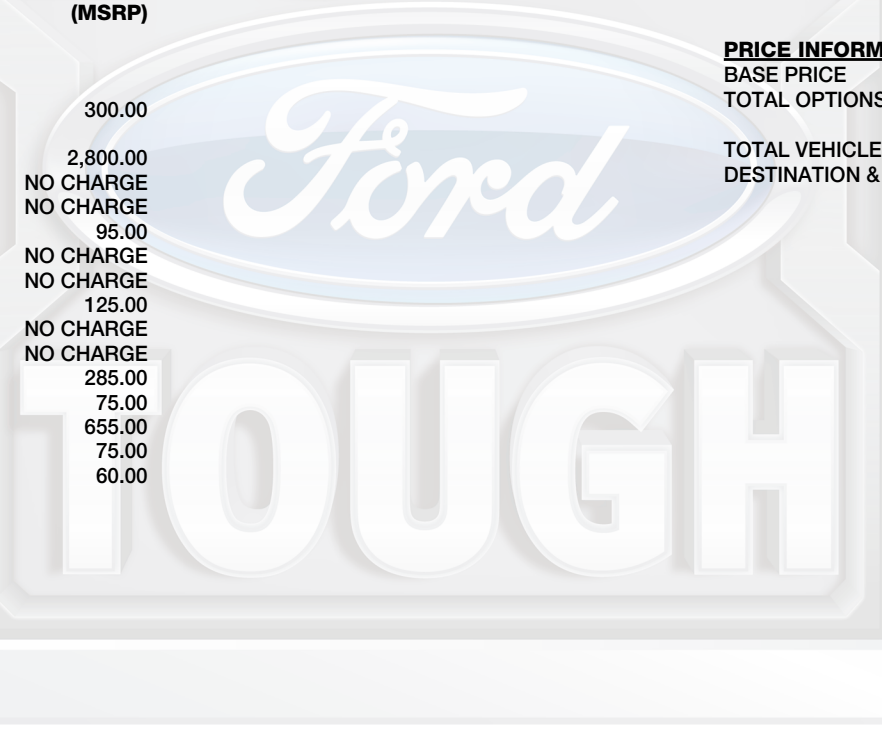 (MSRP)
300.00
2,800.00
NO CHARGE
NO CHARGE
95.00
NO CHARGE
NO CHARGE
125.00
NO CHARGE
NO CHARGE
285.00
75.00
655.00
75.00
60.00
PRICE INFORM
BASE PRICE
TOTAL OPTIONS
TOTAL VEHICLE
DESTINATION &
Ford
TOUGH